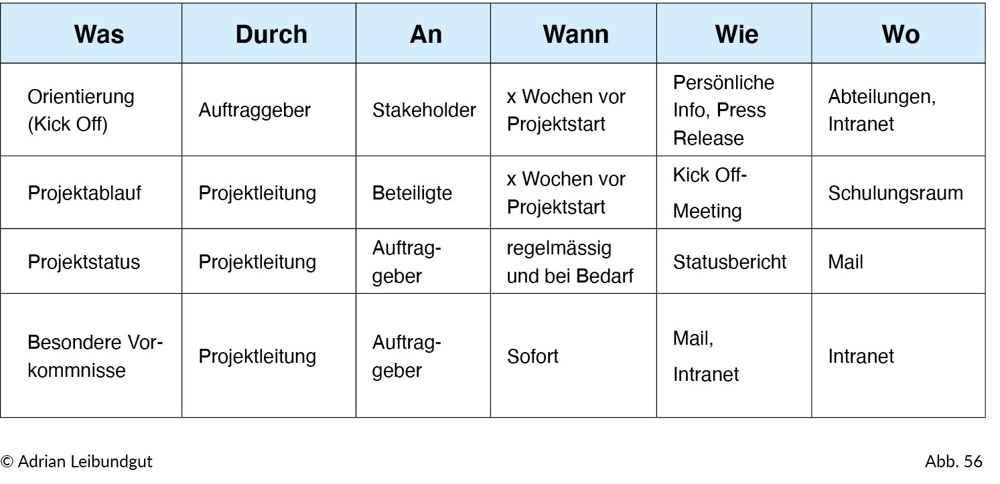 Was Durch An Wann Wie Wo
Orientierung
(Kick Off)
Auftraggeber
Stakeholder
x Wochen vor
Projektstart
Persönliche
Info, Press
Release
Abteilungen,
Intranet
Projektablauf
Projektleitung
Beteiligte
x Wochen vor
Projektstart
Kick Off-
Meeting
Schulungsraum
Projektstatus
Projektleitung
Auftrag-
geber
regelmässig
und bei Bedarf
Statusbericht
Mail
Besondere Vor-
kommnisse
Projektleitung
Auftrag-
geber
Sofort
Mail,
Intranet
Intranet
© Adrian Leibundgut
Abb. 56